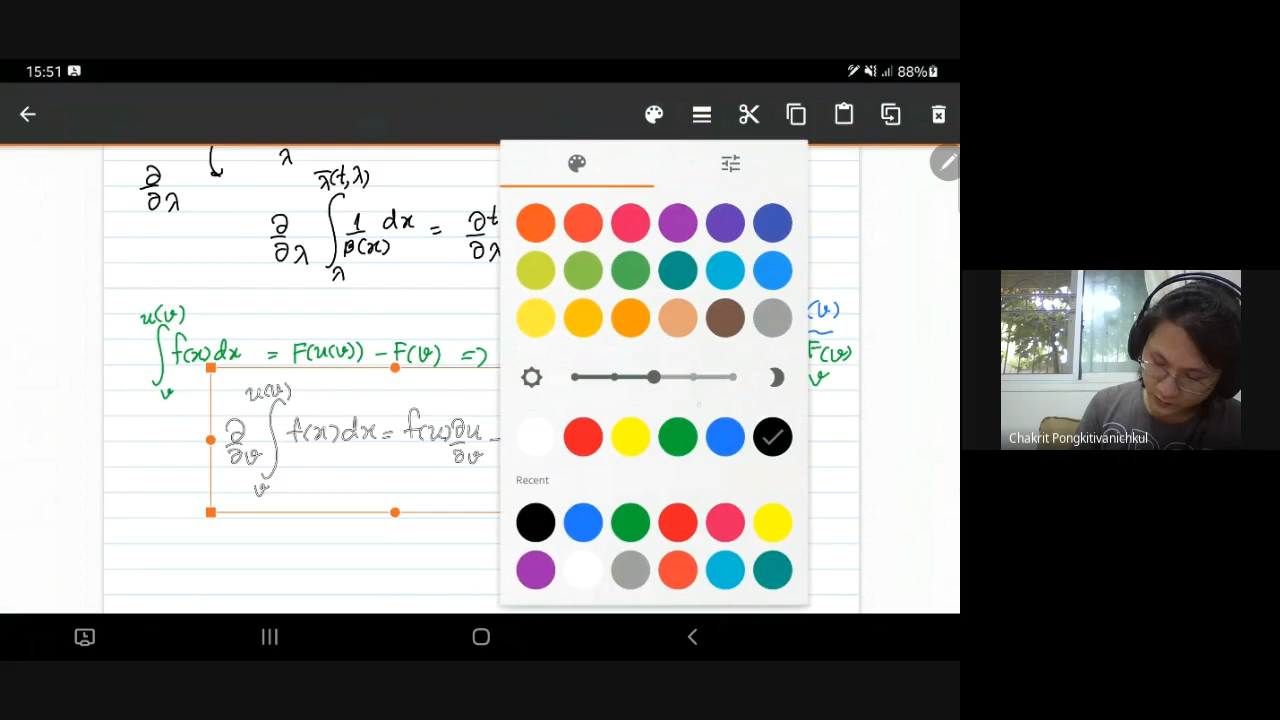 15:51
88%
∂/∂λ
λ
λ̄(t,λ)
∂/∂λ ∫ 1/β(x) dx = ∂t/∂λ
λ
u(v)
(v)
∫ f(x)dx = F(u(v)) - F(v) =>
F(v)
v
v
u(v)
∂/∂v ∫ f(x)dx = f(u)∂u/∂v -
v
Recent
Chakrit Pongkitivanichkul